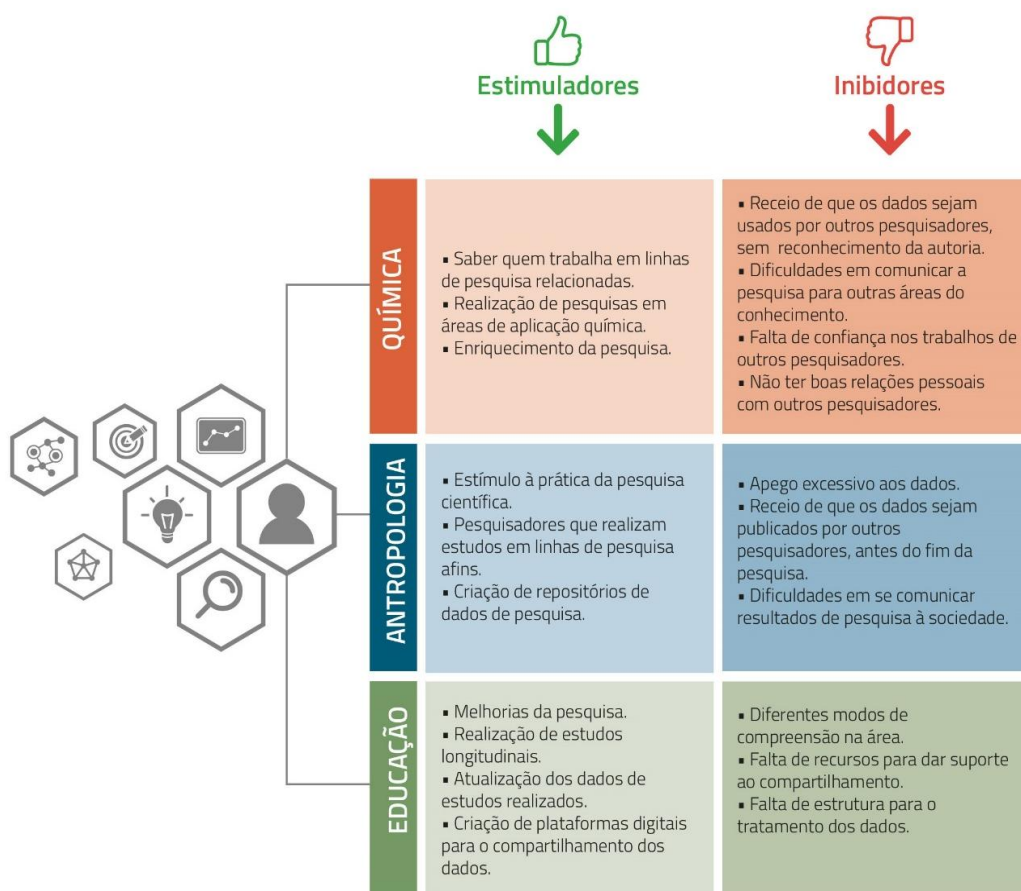 Estimuladores
Inibidores
QUÍMICA
▪ Saber quem trabalha em linhas
de pesquisa relacionadas.
▪ Realização de pesquisas em
áreas de aplicação química.
▪ Enriquecimento da pesquisa.
▪ Receio de que os dados sejam
usados por outros pesquisadores,
sem reconhecimento da autoria.
▪ Dificuldades em comunicar a
pesquisa para outras áreas do
conhecimento.
▪ Falta de confiança nos trabalhos de
outros pesquisadores.
▪ Não ter boas relações pessoais
com outros pesquisadores.
ANTROPOLOGIA
▪ Estímulo à prática da pesquisa
científica.
▪ Pesquisadores que realizam
estudos em linhas de pesquisa
afins.
▪ Criação de repositórios de
dados de pesquisa.
▪ Apego excessivo aos dados.
▪ Receio de que os dados sejam
publicados por outros
pesquisadores, antes do fim da
pesquisa.
▪ Dificuldades em se comunicar
resultados de pesquisa à sociedade.
EDUCAÇÃO
▪ Melhorias da pesquisa.
▪ Realização de estudos
longitudinais.
▪ Atualização dos dados de
estudos realizados.
▪ Criação de plataformas digitais
para o compartilhamento dos
dados.
▪ Diferentes modos de
compreensão na área.
▪ Falta de recursos para dar suporte
ao compartilhamento.
▪ Falta de estrutura para o
tratamento dos dados.